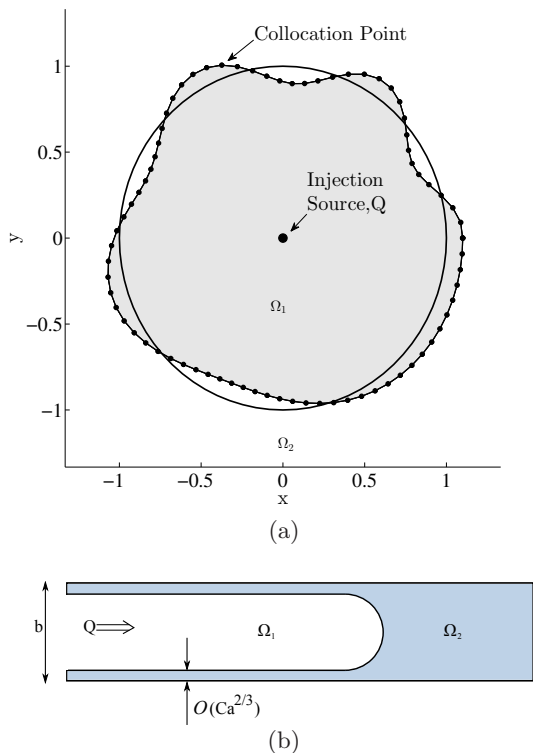 Collocation Point
1
0.5
Injection
Source,Q
y
0
Ω₁
−0.5
−1
Ω₂
−1 −0.5 0 0.5 1
x
(a)
b
Q
Ω₁
Ω₂
O(Ca^{2/3})
(b)